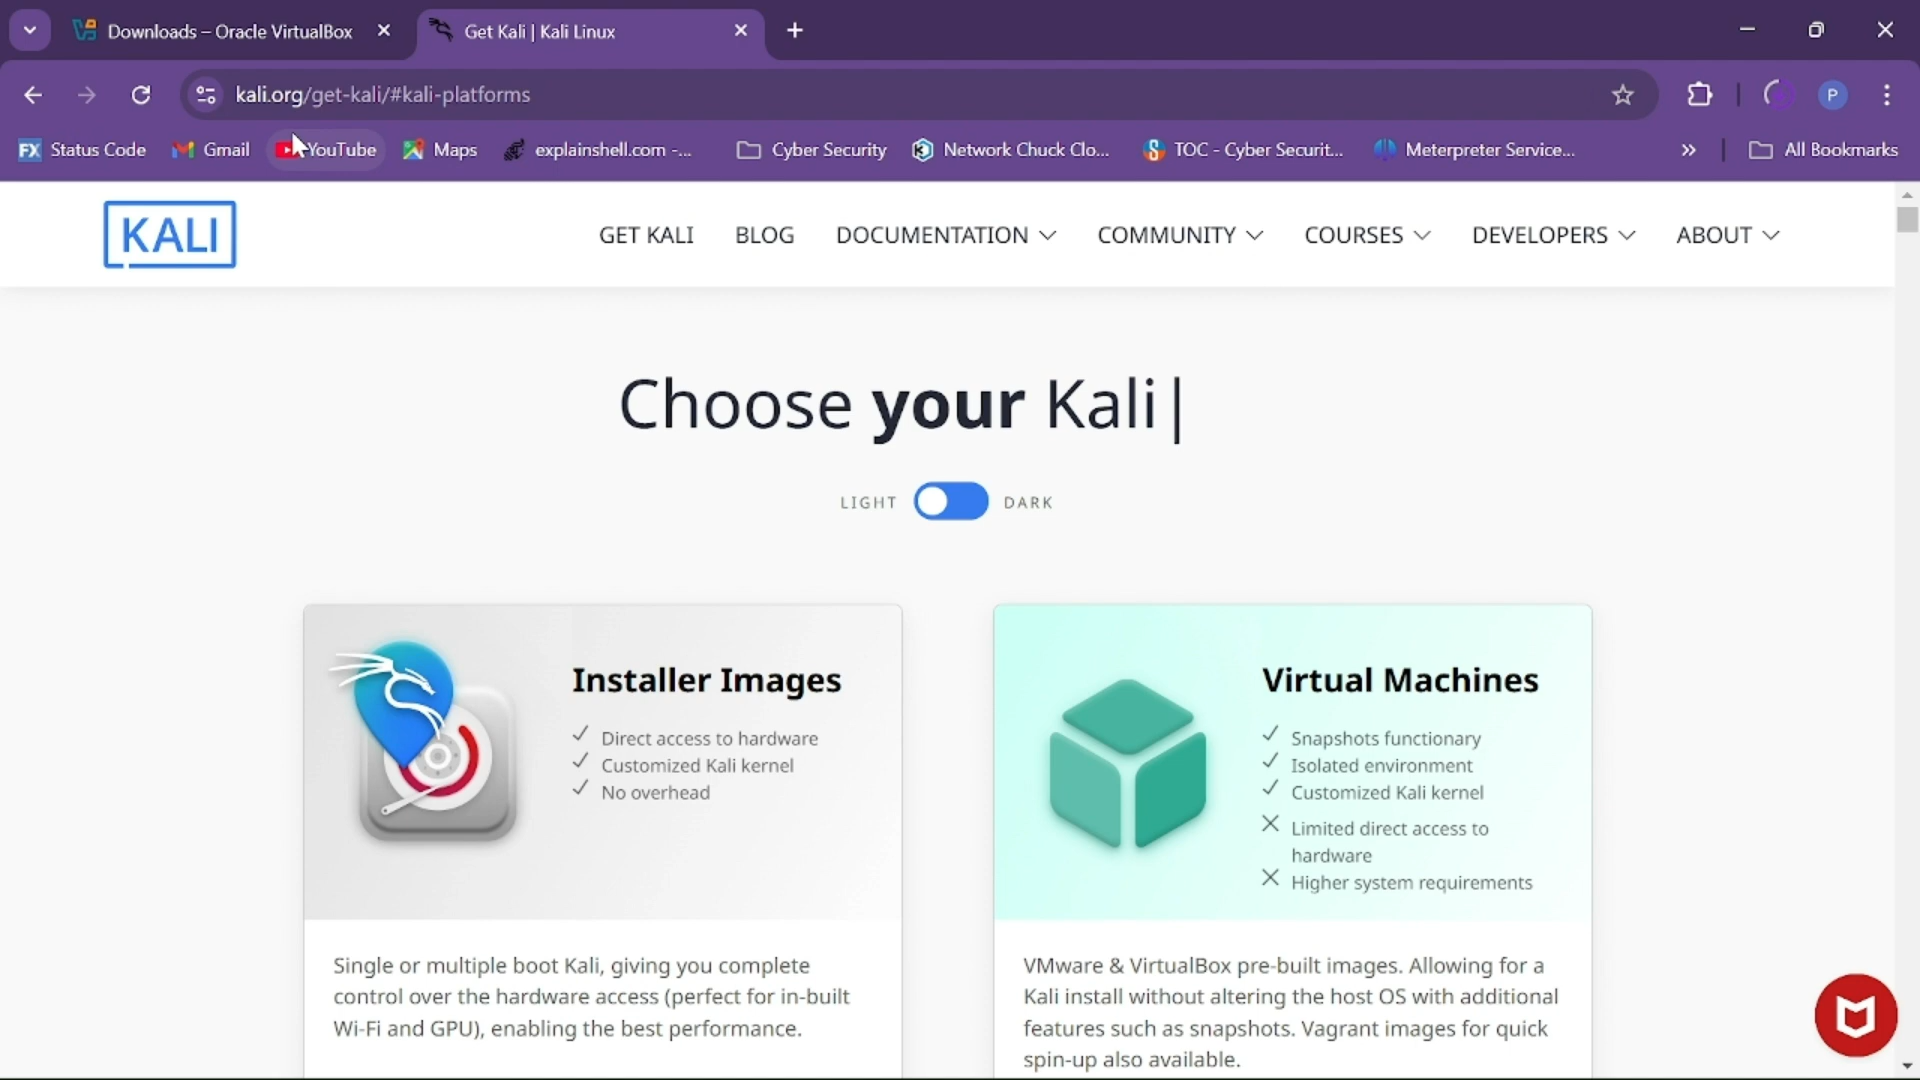 Downloads – Oracle VirtualBox
Get Kali | Kali Linux
kali.org/get-kali/#kali-platforms
P
FX Status Code
Gmail
YouTube
Maps
explainshell.com -...
Cyber Security
Network Chuck Clo...
TOC - Cyber Securit...
Meterpreter Service...
»
All Bookmarks
KALI
GET KALI
BLOG
DOCUMENTATION
COMMUNITY
COURSES
DEVELOPERS
ABOUT
Choose your Kali|
LIGHT
DARK
Installer Images
Direct access to hardware
Customized Kali kernel
No overhead
Single or multiple boot Kali, giving you complete
control over the hardware access (perfect for in-built
Wi-Fi and GPU), enabling the best performance.
Virtual Machines
Snapshots functionary
Isolated environment
Customized Kali kernel
Limited direct access to
hardware
Higher system requirements
VMware & VirtualBox pre-built images. Allowing for a
Kali install without altering the host OS with additional
features such as snapshots. Vagrant images for quick
spin-up also available.